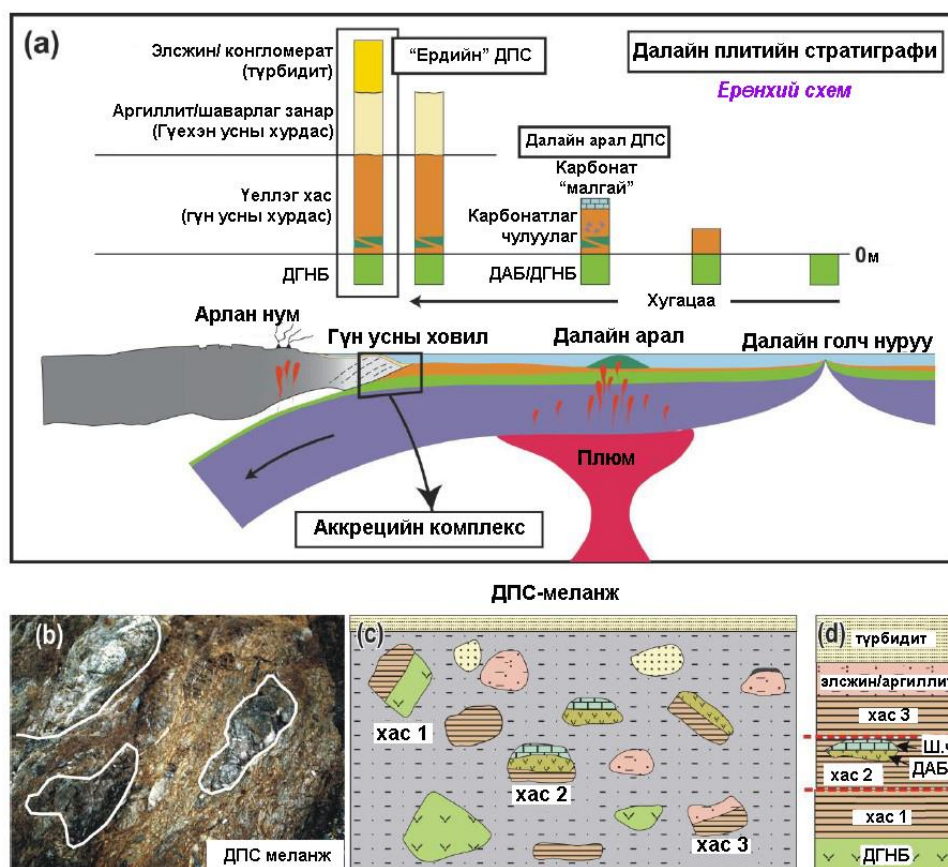 (a)
Элсжин/ конгломерат
(түрбидит)
"Ердийн" ДПС
Далайн плитийн стратиграфи
Ерөнхий схем
Аргиллит/шаварлаг занар
(Гүехэн усны хурдас)
Далайн арал ДПС
Карбонат
"малгай"
Үеллэг хас
(гүн усны хурдас)
Карбонатлаг
чулуулаг
0м
ДГНБ
ДАБ/ДГНБ
Хугацаа
Арлан нум
Гүн усны ховил
Далайн арал
Далайн голч нуруу
Плюм
Аккрецийн комплекс
ДПС-меланж
(b)
ДПС меланж
(c)
хас 1
хас 2
хас 3
(d)
түрбидит
элсжин/аргиллит
хас 3
ДАБ
хас 2
хас 1
ДГНБ